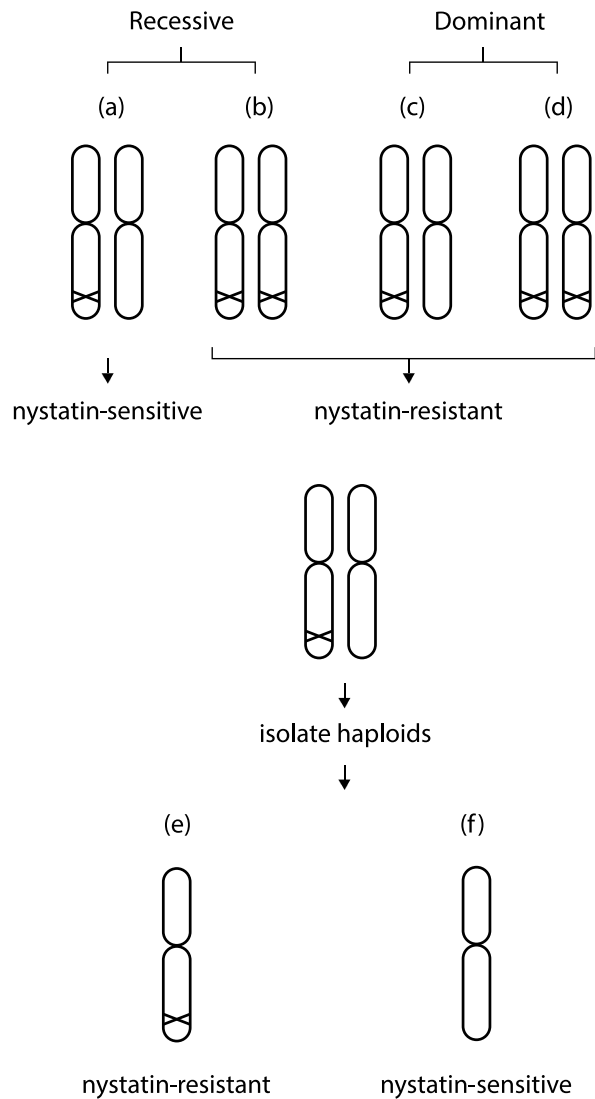 Recessive Dominant
(a) (b) (c) (d)
nystatin-sensitive nystatin-resistant
isolate haploids
(e) (f)
nystatin-resistant nystatin-sensitive